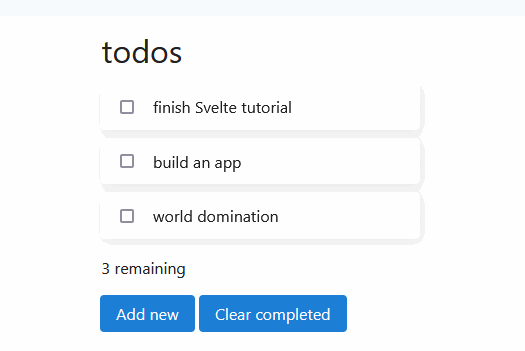 todos
finish Svelte tutorial
build an app
world domination
3 remaining
Add new
Clear completed